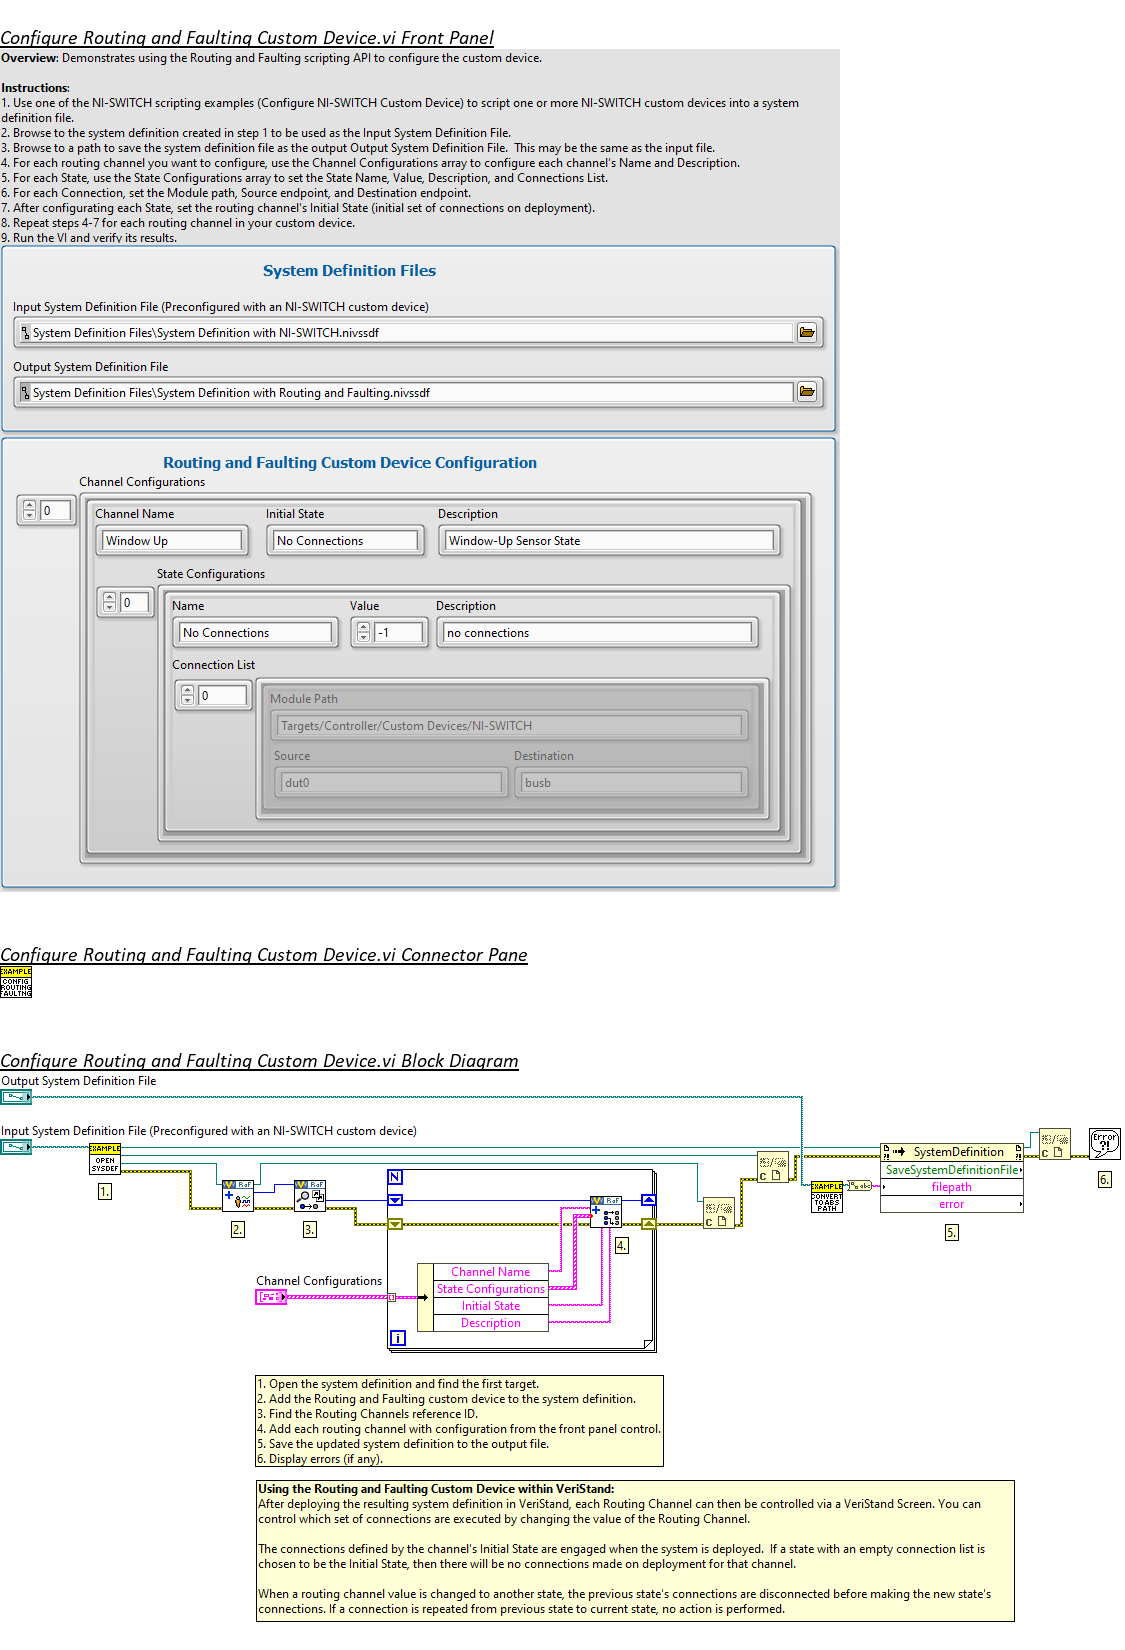 Configure Routing and Faulting Custom Device.vi Front Panel
Overview: Demonstrates using the Routing and Faulting scripting API to configure the custom device.
Instructions:
1. Use one of the NI-SWITCH scripting examples (Configure NI-SWITCH Custom Device) to script one or more NI-SWITCH custom devices into a system
definition file.
2. Browse to the system definition created in step 1 to be used as the Input System Definition File.
3. Browse to a path to save the system definition file as the output Output System Definition File.  This may be the same as the input file.
4. For each routing channel you want to configure, use the Channel Configurations array to configure each channel's Name and Description.
5. For each State, use the State Configurations array to set the State Name, Value, Description, and Connections List.
6. For each Connection, set the Module path, Source endpoint, and Destination endpoint.
7. After configurating each State, set the routing channel's Initial State (initial set of connections on deployment).
8. Repeat steps 4-7 for each routing channel in your custom device.
9. Run the VI and verify its results.
System Definition Files
Input System Definition File (Preconfigured with an NI-SWITCH custom device)
System Definition Files\System Definition with NI-SWITCH.nivssdf
Output System Definition File
System Definition Files\System Definition with Routing and Faulting.nivssdf
Routing and Faulting Custom Device Configuration
Channel Configurations
0
Channel Name Initial State Description
Window Up No Connections Window-Up Sensor State
State Configurations
0
Name Value Description
No Connections -1 no connections
Connection List
0
Module Path
Targets/Controller/Custom Devices/NI-SWITCH
Source Destination
dut0 busb
Configure Routing and Faulting Custom Device.vi Connector Pane
EXAMPLE
CONFIG
ROUTING
FAULTNG
Configure Routing and Faulting Custom Device.vi Block Diagram
Output System Definition File
Input System Definition File (Preconfigured with an NI-SWITCH custom device)
EXAMPLE
OPEN
SYSDEF
1.
RaF
2.
RaF
3.
N
RaF
4.
Channel Configurations
Channel Name
State Configurations
Initial State
Description
i
C
C
EXAMPLE
CONVERT
TO ABS
PATH
abc
SystemDefinition
SaveSystemDefinitionFile
filepath
error
5.
C
Error
?!
6.
1. Open the system definition and find the first target.
2. Add the Routing and Faulting custom device to the system definition.
3. Find the Routing Channels reference ID.
4. Add each routing channel with configuration from the front panel control.
5. Save the updated system definition to the output file.
6. Display errors (if any).
Using the Routing and Faulting Custom Device within VeriStand:
After deploying the resulting system definition in VeriStand, each Routing Channel can then be controlled via a VeriStand Screen. You can
control which set of connections are executed by changing the value of the Routing Channel.
The connections defined by the channel's Initial State are engaged when the system is deployed.  If a state with an empty connection list is
chosen to be the Initial State, then there will be no connections made on deployment for that channel.
When a routing channel value is changed to another state, the previous state's connections are disconnected before making the new state's
connections. If a connection is repeated from previous state to current state, no action is performed.